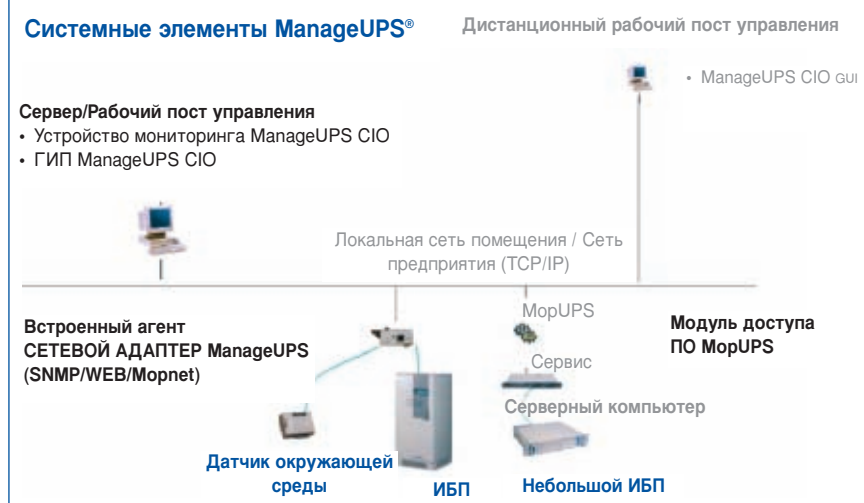 Системные элементы ManageUPS®
Дистанционный рабочий пост управления
• ManageUPS CIO GUI
Сервер/Рабочий пост управления
• Устройство мониторинга ManageUPS CIO
• ГИП ManageUPS CIO
Локальная сеть помещения / Сеть
предприятия (TCP/IP)
Встроенный агент
СЕТЕВОЙ АДАПТЕР ManageUPS
(SNMP/WEB/Mopnet)
МорUPS
Модуль доступа
ПО MopUPS
Сервис
Серверный компьютер
Датчик окружающей
среды
ИБП
Небольшой ИБП